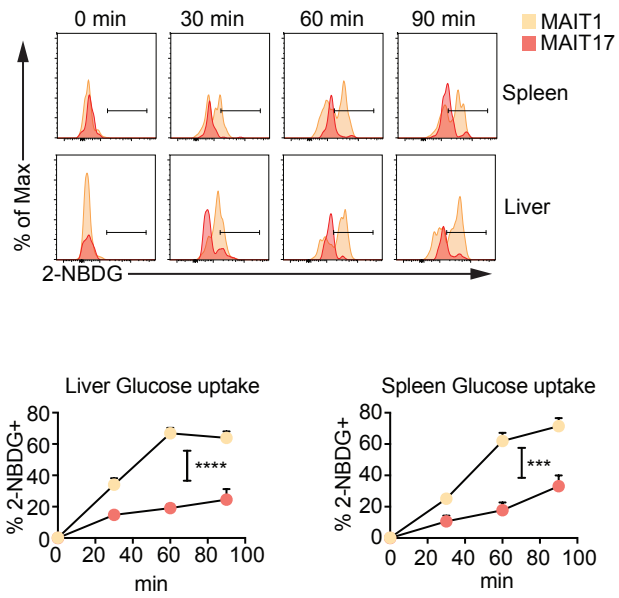 0 min 30 min 60 min 90 min
MAIT1
MAIT17
Spleen
Liver
% of Max
2-NBDG
Liver Glucose uptake
% 2-NBDG+
80
60
40
20
0
****
0 20 40 60 80 100
min
Spleen Glucose uptake
% 2-NBDG+
80
60
40
20
0
***
0 20 40 60 80 100
min